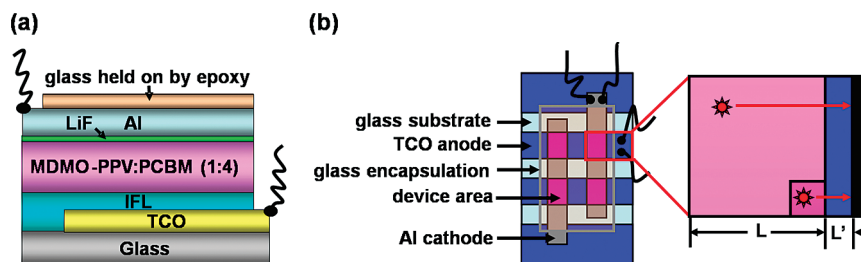 (a)
glass held on by epoxy
LiF
Al
MDMO-PPV:PCBM (1:4)
IFL
TCO
Glass
(b)
glass substrate
TCO anode
glass encapsulation
device area
Al cathode
L
L'